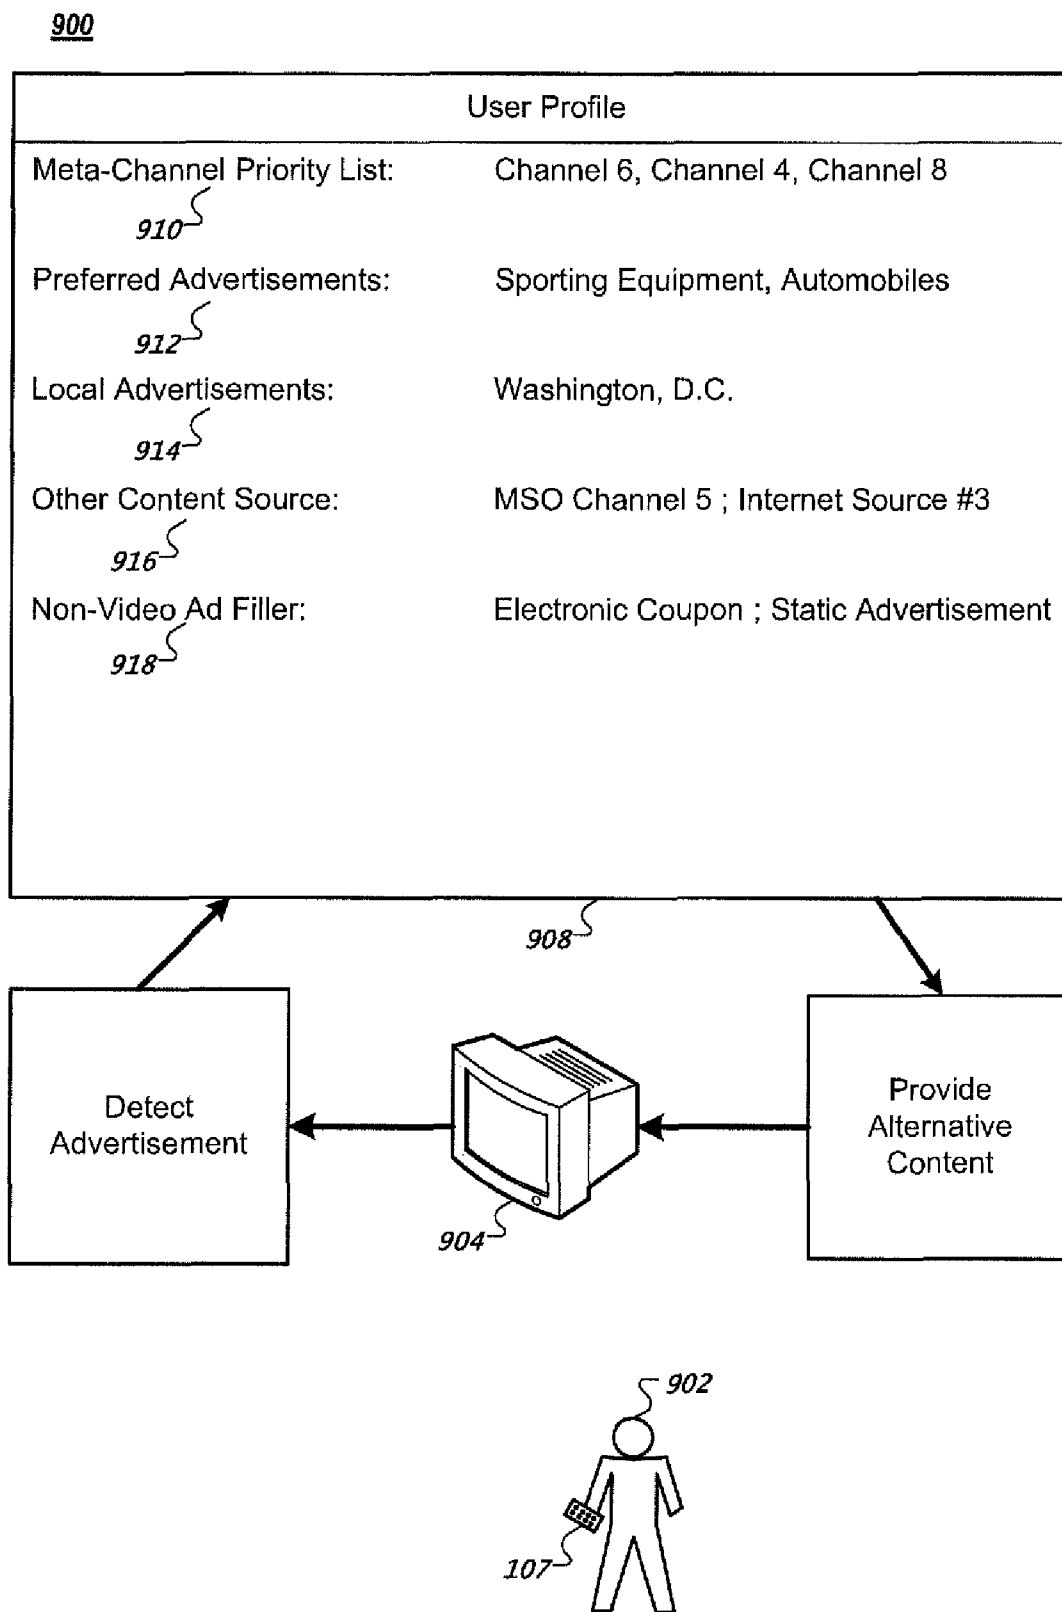 900
User Profile
Meta-Channel Priority List: Channel 6, Channel 4, Channel 8
910
Preferred Advertisements: Sporting Equipment, Automobiles
912
Local Advertisements: Washington, D.C.
914
Other Content Source: MSO Channel 5 ; Internet Source #3
916
Non-Video Ad Filler: Electronic Coupon ; Static Advertisement
918
908
Detect
Advertisement
Provide
Alternative
Content
904
902
107